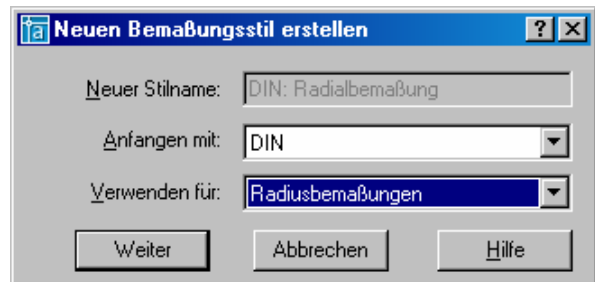 Neuen Bemaßungsstil erstellen
Neuer Stilname: DIN: Radialbemaßung
Anfangen mit: DIN
Verwenden für: Radiusbemaßungen
Weiter Abbrechen Hilfe